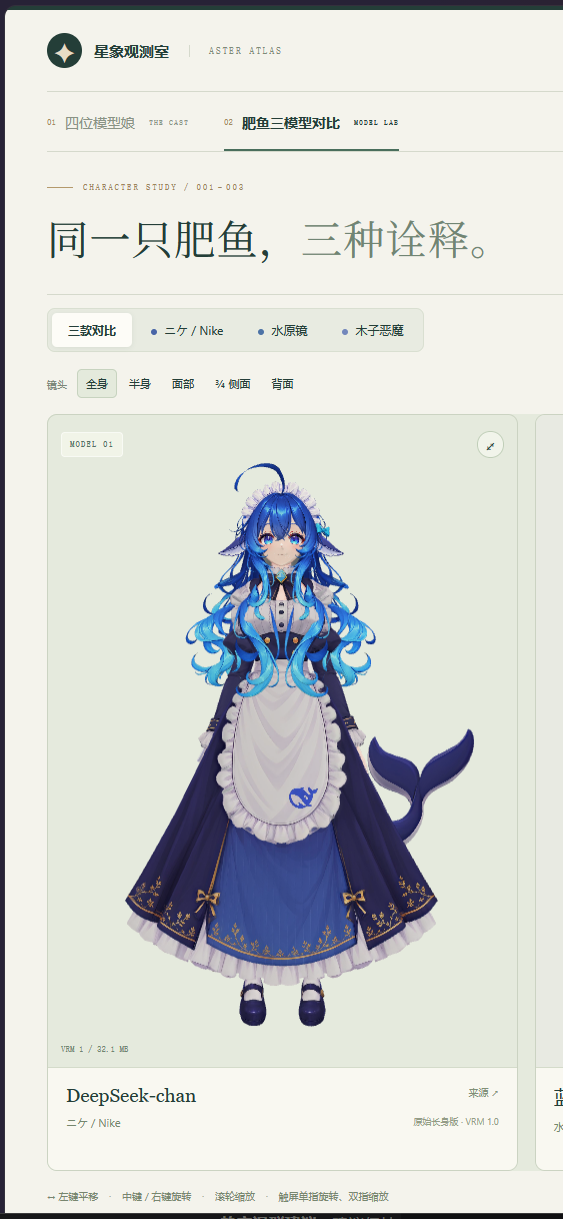 星象观测室 ASTER ATLAS
01 四位模型娘 THE CAST 02 肥鱼三模型对比 MODEL LAB
CHARACTER STUDY / 001-003
同一只肥鱼，三种诠释。
三款对比 ニケ / Nike 水原镜 木子恶魔
镜头 全身 半身 面部 ¾ 侧面 背面
MODEL 01
VRM 1 / 32.1 MB
DeepSeek-chan 来源 ↗
ニケ / Nike 原始长身版 · VRM 1.0
↔ 左键平移 · 中键 / 右键旋转 · 滚轮缩放 · 触屏单指旋转、双指缩放